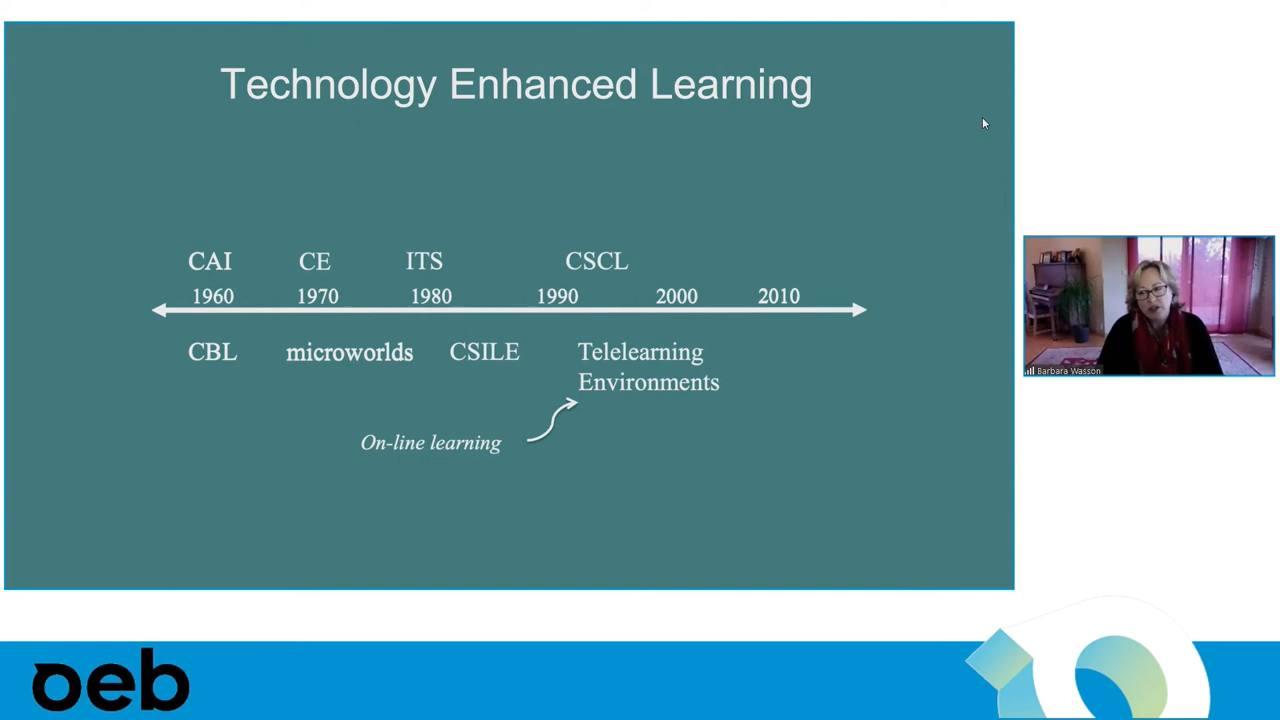 Technology Enhanced Learning
CAI CE ITS CSCL
1960 1970 1980 1990 2000 2010
CBL microworlds CSILE Telelearning
Environments
On-line learning
Barbara Wasson
oeb